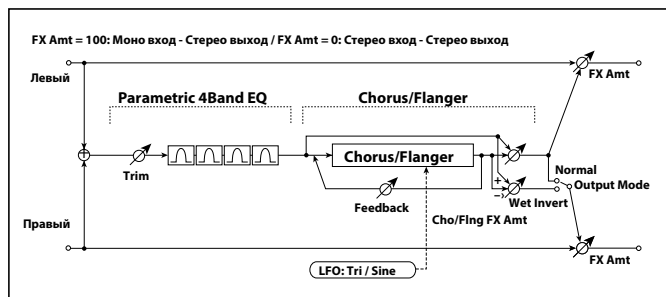 FX Amt = 100: Моно вход - Стерео выход / FX Amt = 0: Стерео вход - Стерео выход
Левый
FX Amt
Parametric 4Band EQ
Chorus/Flanger
+
Trim
Chorus/Flanger
Normal
Output Mode
Feedback
+
−
Wet Invert
Cho/Flng FX Amt
Правый
LFO: Tri / Sine
FX Amt